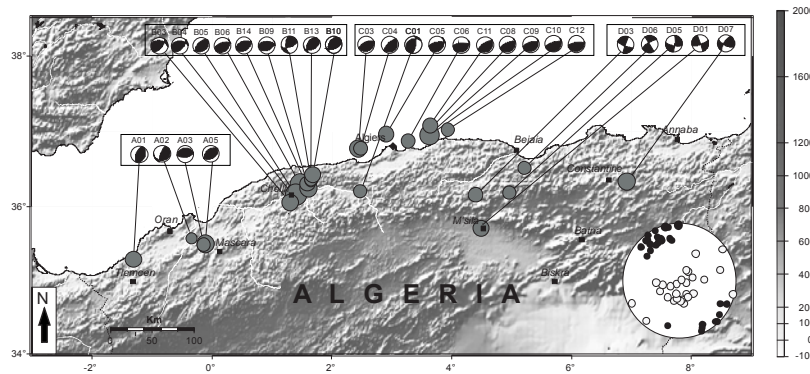 B03 B04 B05 B06 B14 B09 B11 B13 B10
C03 C04 C01 C05 C06 C11 C08 C09 C10 C12
D03 D06 D05 D01 D07
38°
2000
1000
800
600
400
200
100
0
-10
A01 A02 A03 A05
Algiers
Bejaia
Annaba
Constantine
36°
Oran
M'sila
Batna
Mascara
Tlemcen
Biskra
ALGERIA
N
Km
0 50 100
34°
-2° 0° 2° 4° 6° 8°